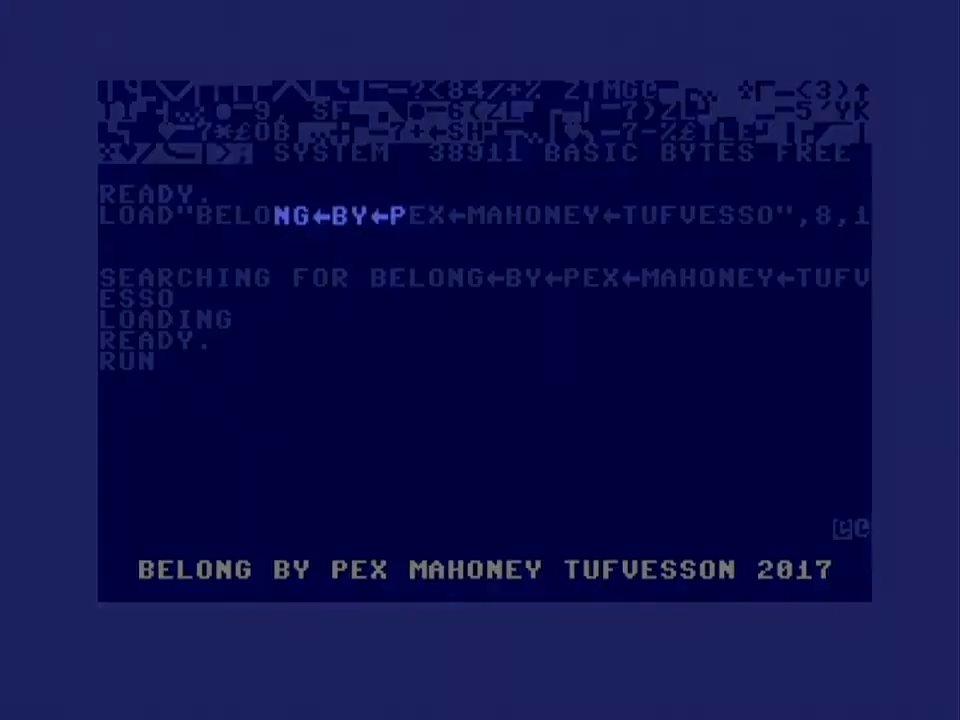 SYSTEM  38911 BASIC BYTES FREE
READY.
LOAD"BELONG←BY←PEX←MAHONEY←TUFVESSO",8,1
SEARCHING FOR BELONG←BY←PEX←MAHONEY←TUFV
ESSO
LOADING
READY.
RUN
BELONG BY PEX MAHONEY TUFVESSON 2017